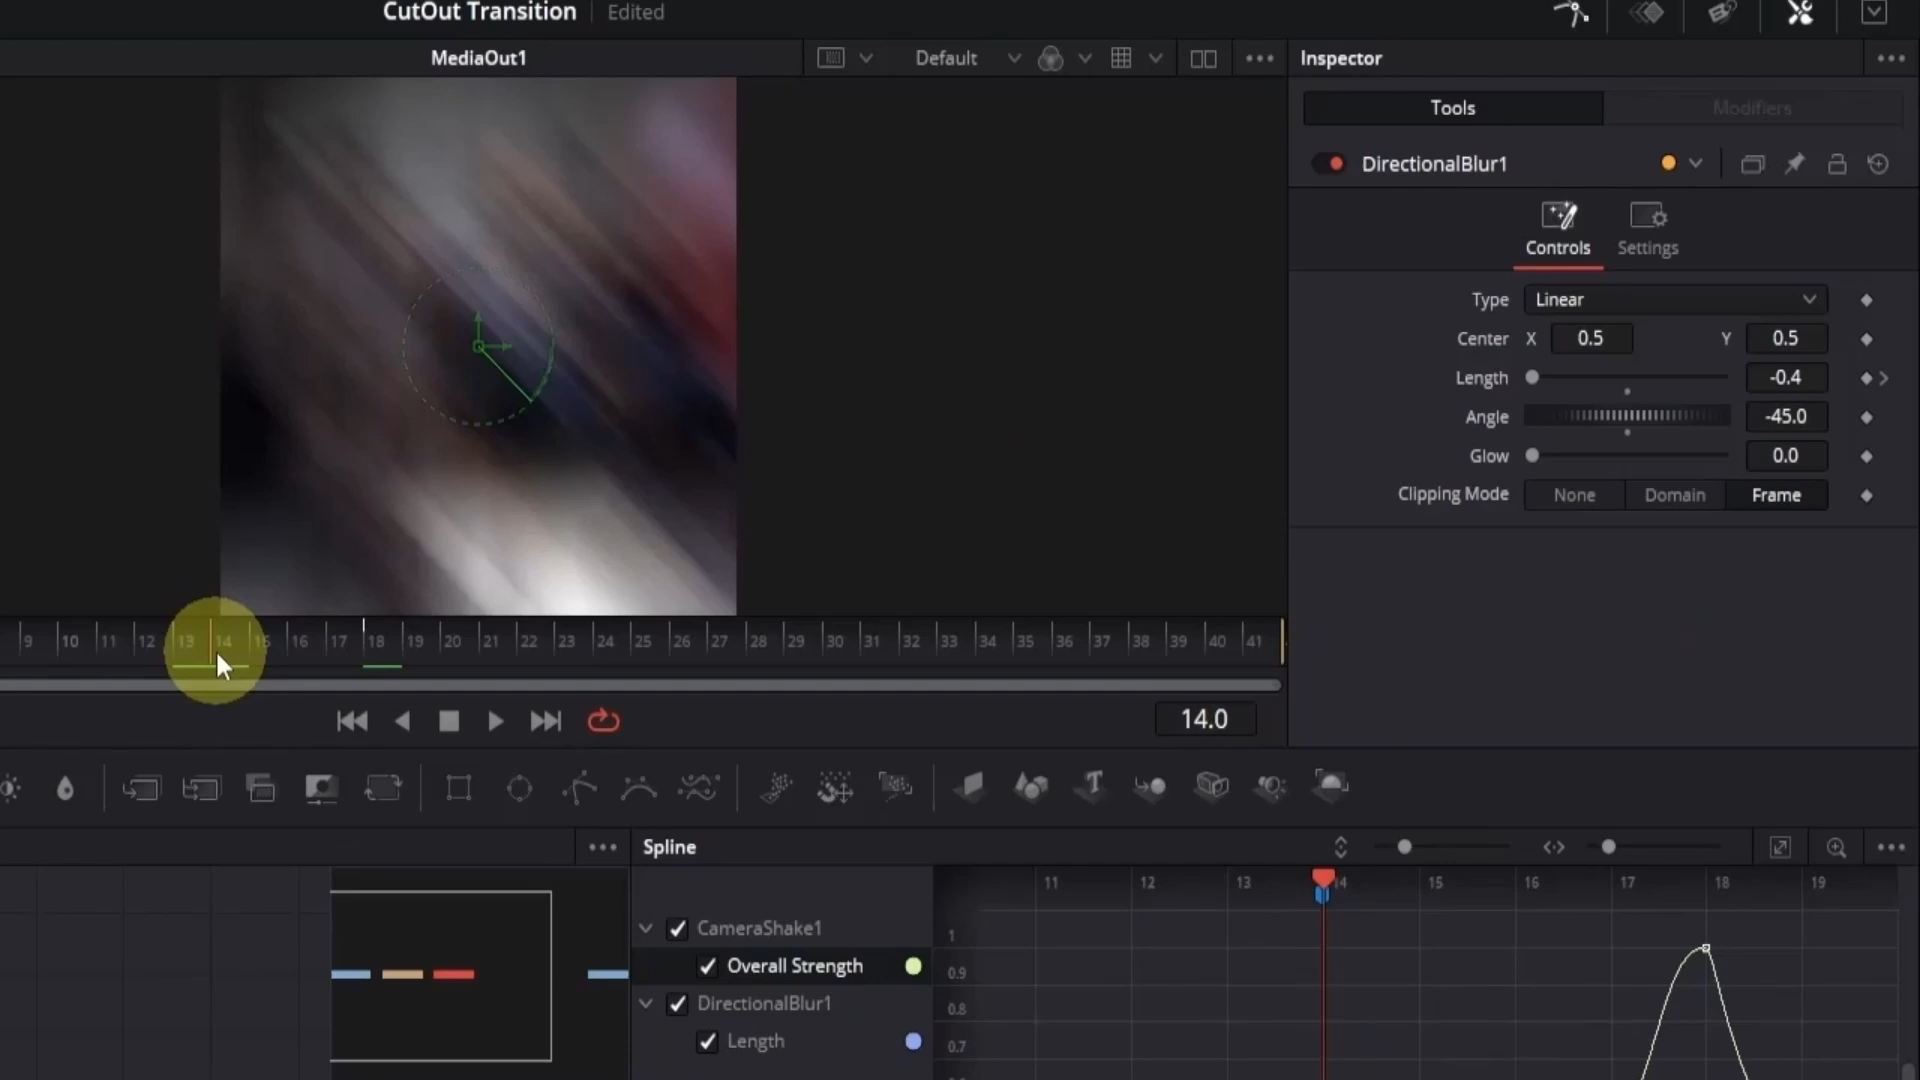 CutOut Transition Edited
MediaOut1 Default Inspector
Tools Modifiers
DirectionalBlur1
Controls Settings
Type Linear
Center X 0.5 Y 0.5
Length -0.4
Angle -45.0
Glow 0.0
Clipping Mode None Domain Frame
9 10 11 12 13 14 15 16 17 18 19 20 21 22 23 24 25 26 27 28 29 30 31 32 33 34 35 36 37 38 39 40 41
14.0
T
Spline
11 12 13 14 15 16 17 18 19
CameraShake1 1
Overall Strength 0.9
DirectionalBlur1 0.8
Length 0.7